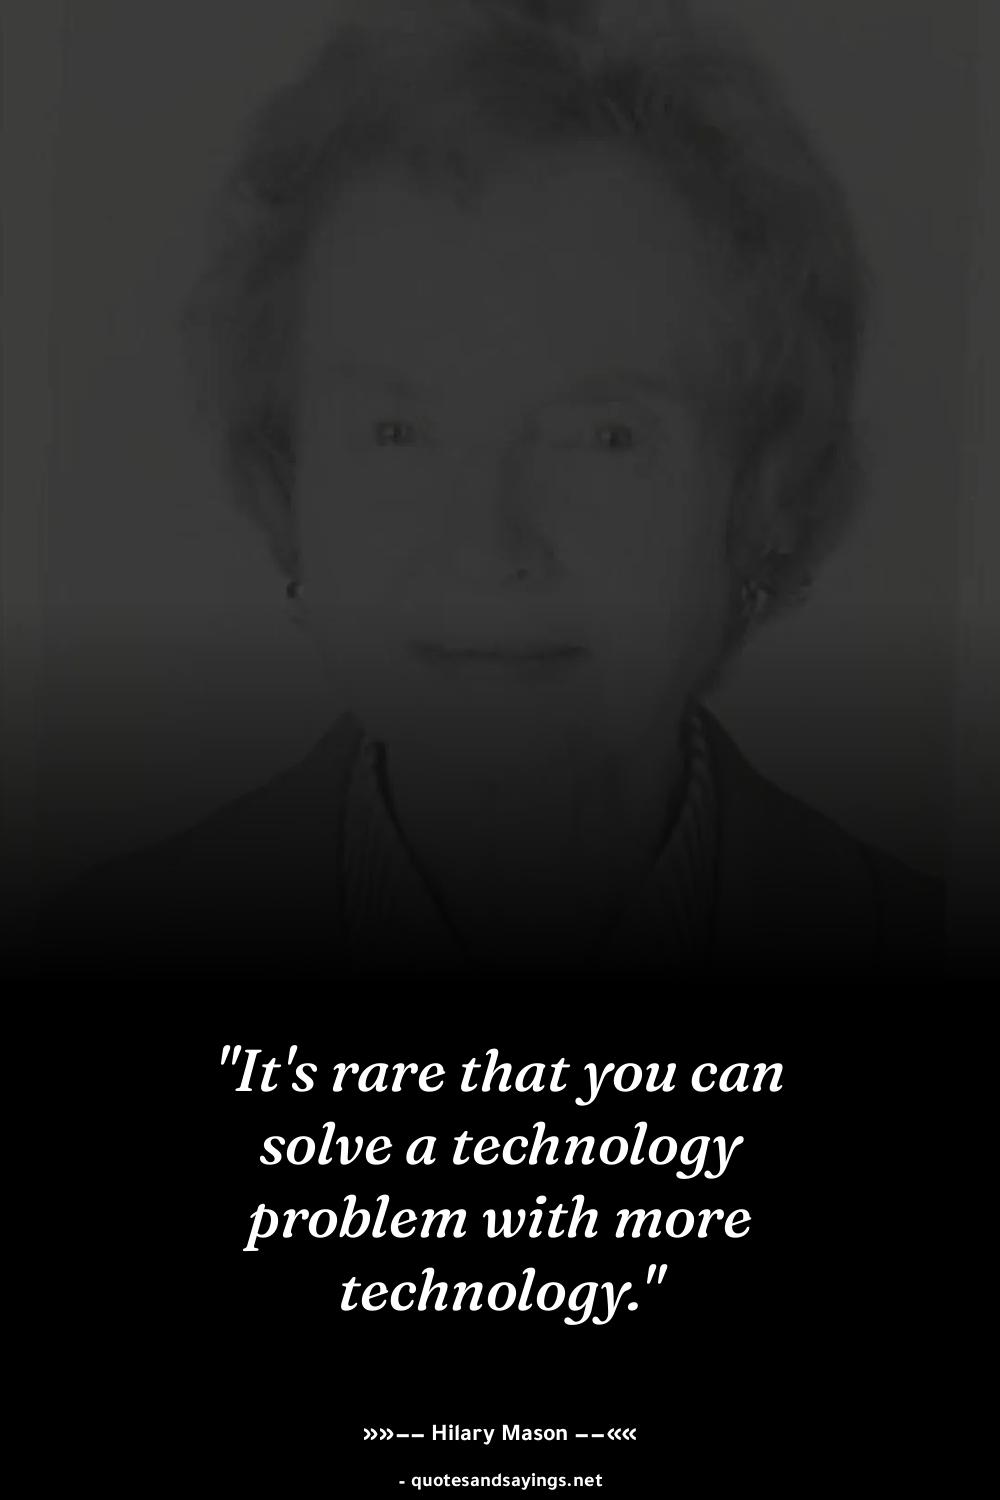 "It's rare that you can
solve a technology
problem with more
technology."
»»–– Hilary Mason ––««
- quotesandsayings.net